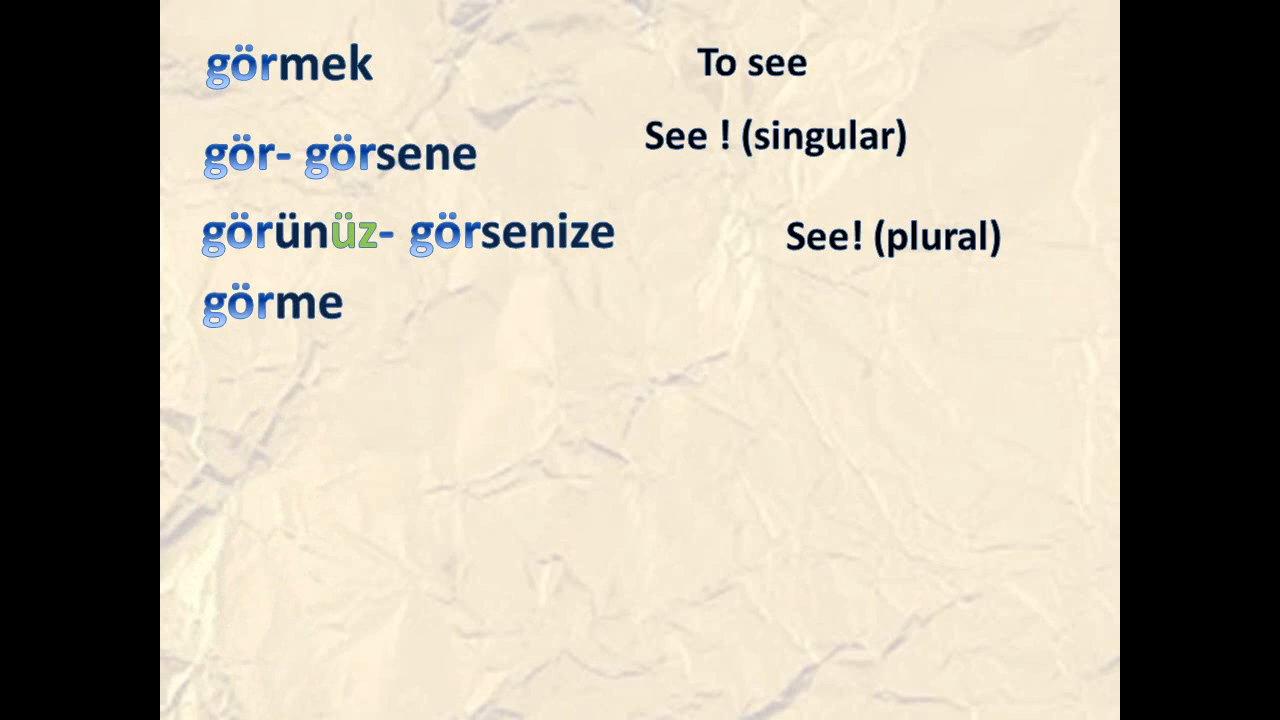 görmek To see
gör- görsene See ! (singular)
görünüz- görsenize See! (plural)
görme